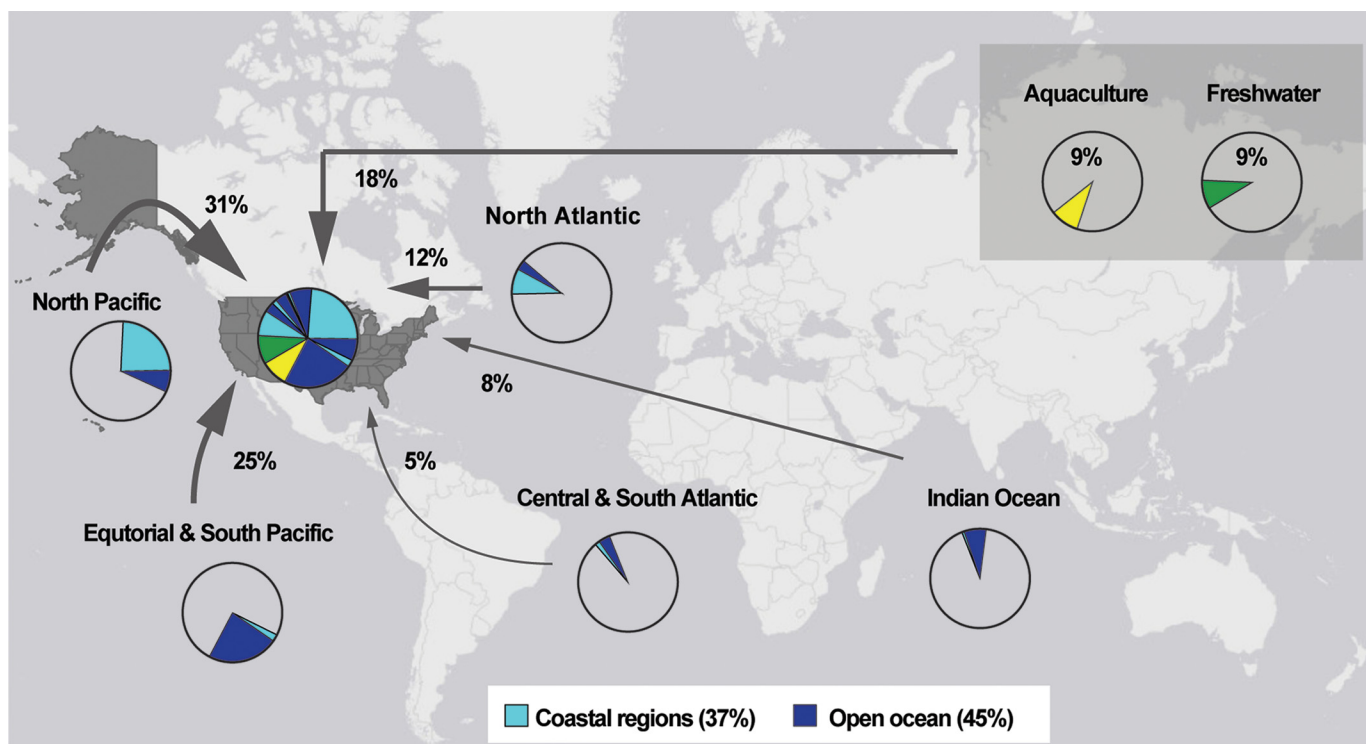 Aquaculture
Freshwater
9%
9%
18%
31%
North Atlantic
12%
North Pacific
8%
25%
5%
Central & South Atlantic
Indian Ocean
Equtorial & South Pacific
Coastal regions (37%)
Open ocean (45%)